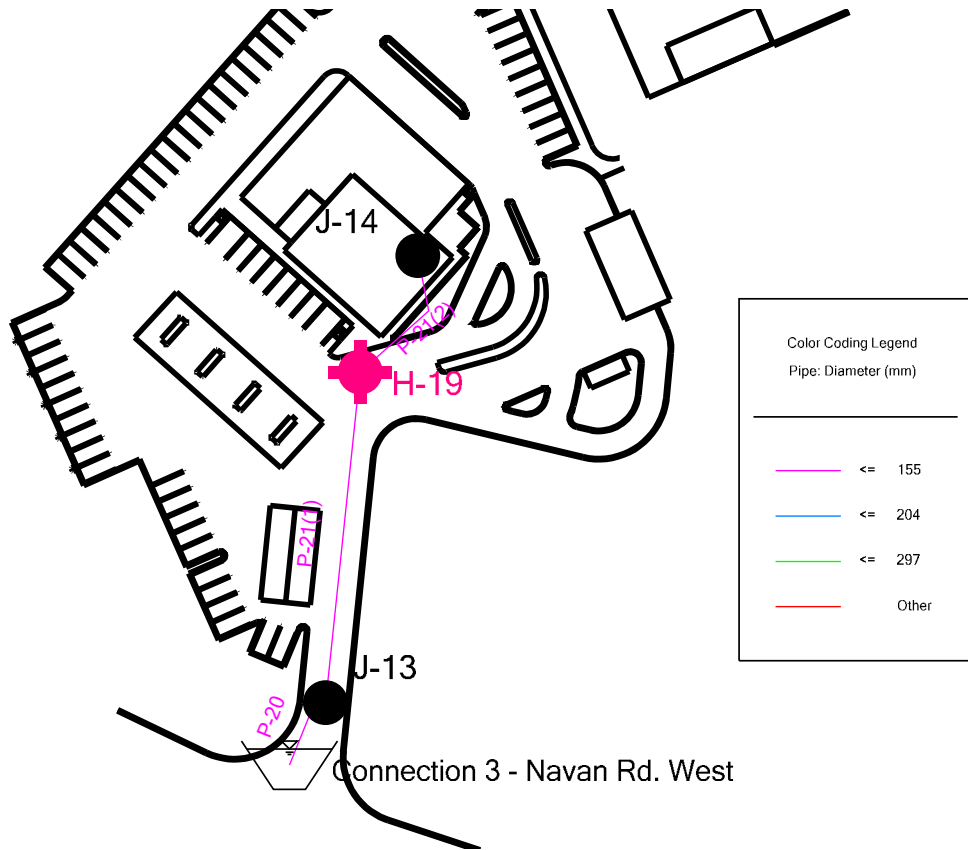 J-14
P-21(2)
H-19
Color Coding Legend
Pipe: Diameter (mm)
<= 155
<= 204
<= 297
Other
P-21(1)
J-13
P-20
Connection 3 - Navan Rd. West